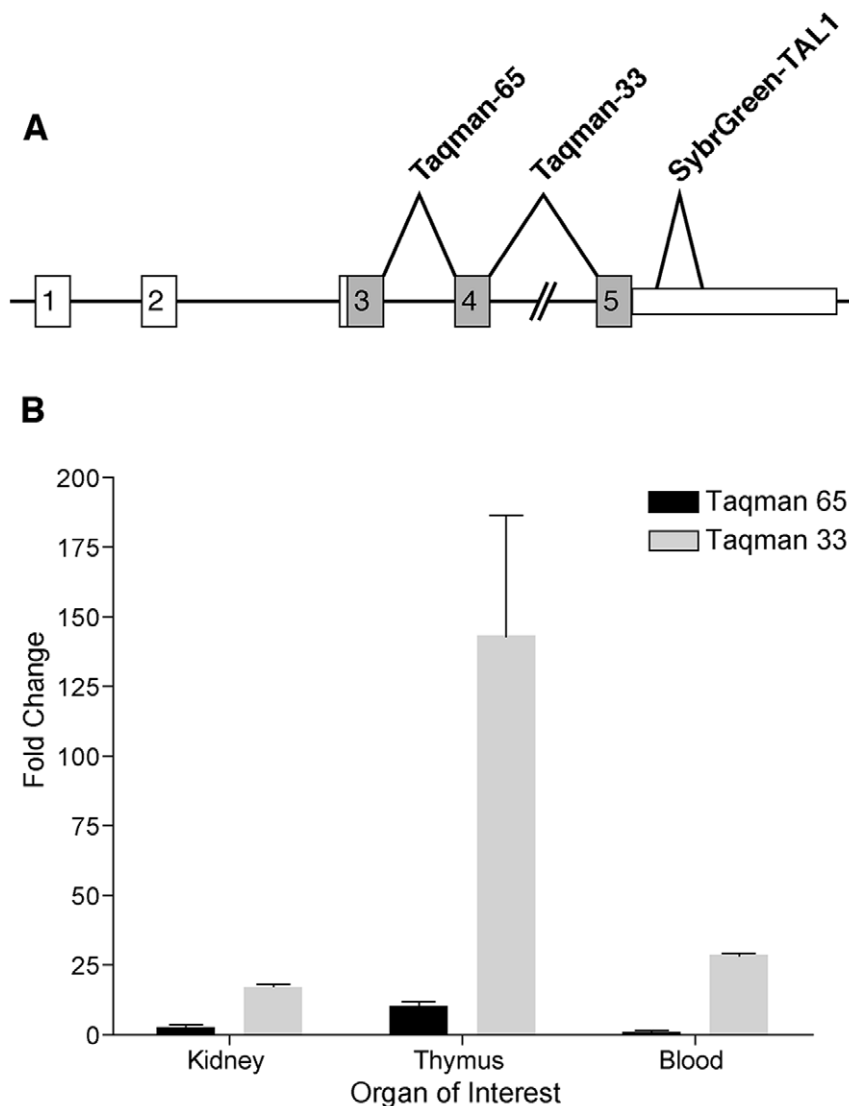 A
Taqman-65
Taqman-33
SybrGreen-TAL1
1
2
3
4
5
B
Taqman 65
Taqman 33
200
175
150
125
100
75
50
25
0
Fold Change
Kidney
Thymus
Blood
Organ of Interest